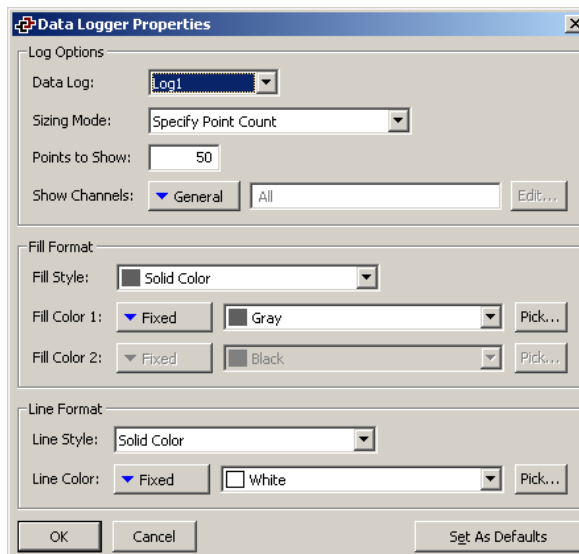 Data Logger Properties
Log Options
Data Log: Log1
Sizing Mode: Specify Point Count
Points to Show: 50
Show Channels: General All Edit...
Fill Format
Fill Style: Solid Color
Fill Color 1: Fixed Gray Pick...
Fill Color 2: Fixed Black Pick...
Line Format
Line Style: Solid Color
Line Color: Fixed White Pick...
OK Cancel Set As Defaults